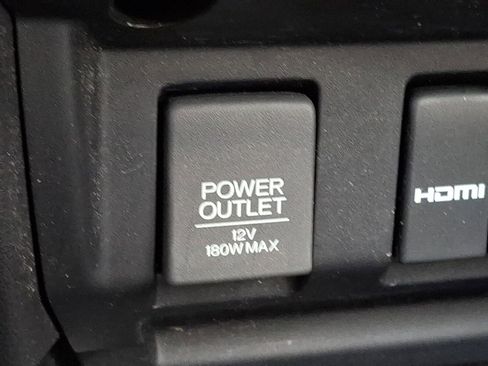 POWER
OUTLET
12V
180W MAX
HDMI